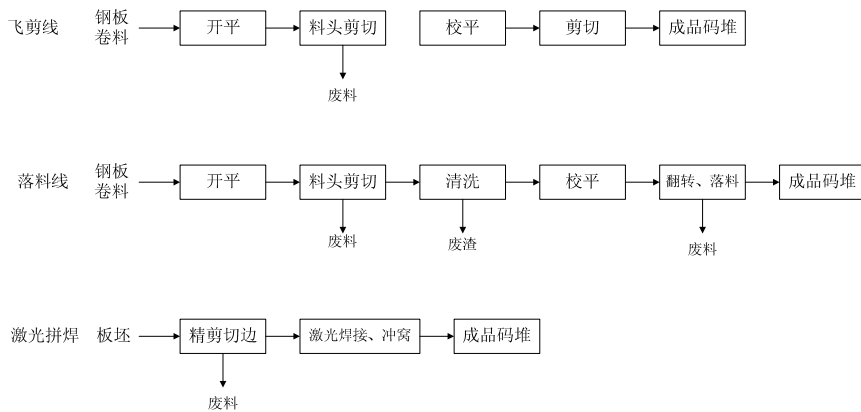 飞剪线
钢板
卷料
开平
料头剪切
校平
剪切
成品码堆
废料
落料线
钢板
卷料
开平
料头剪切
清洗
校平
翻转、落料
成品码堆
废料
废渣
废料
激光拼焊
板坯
精剪切边
激光焊接、冲窝
成品码堆
废料